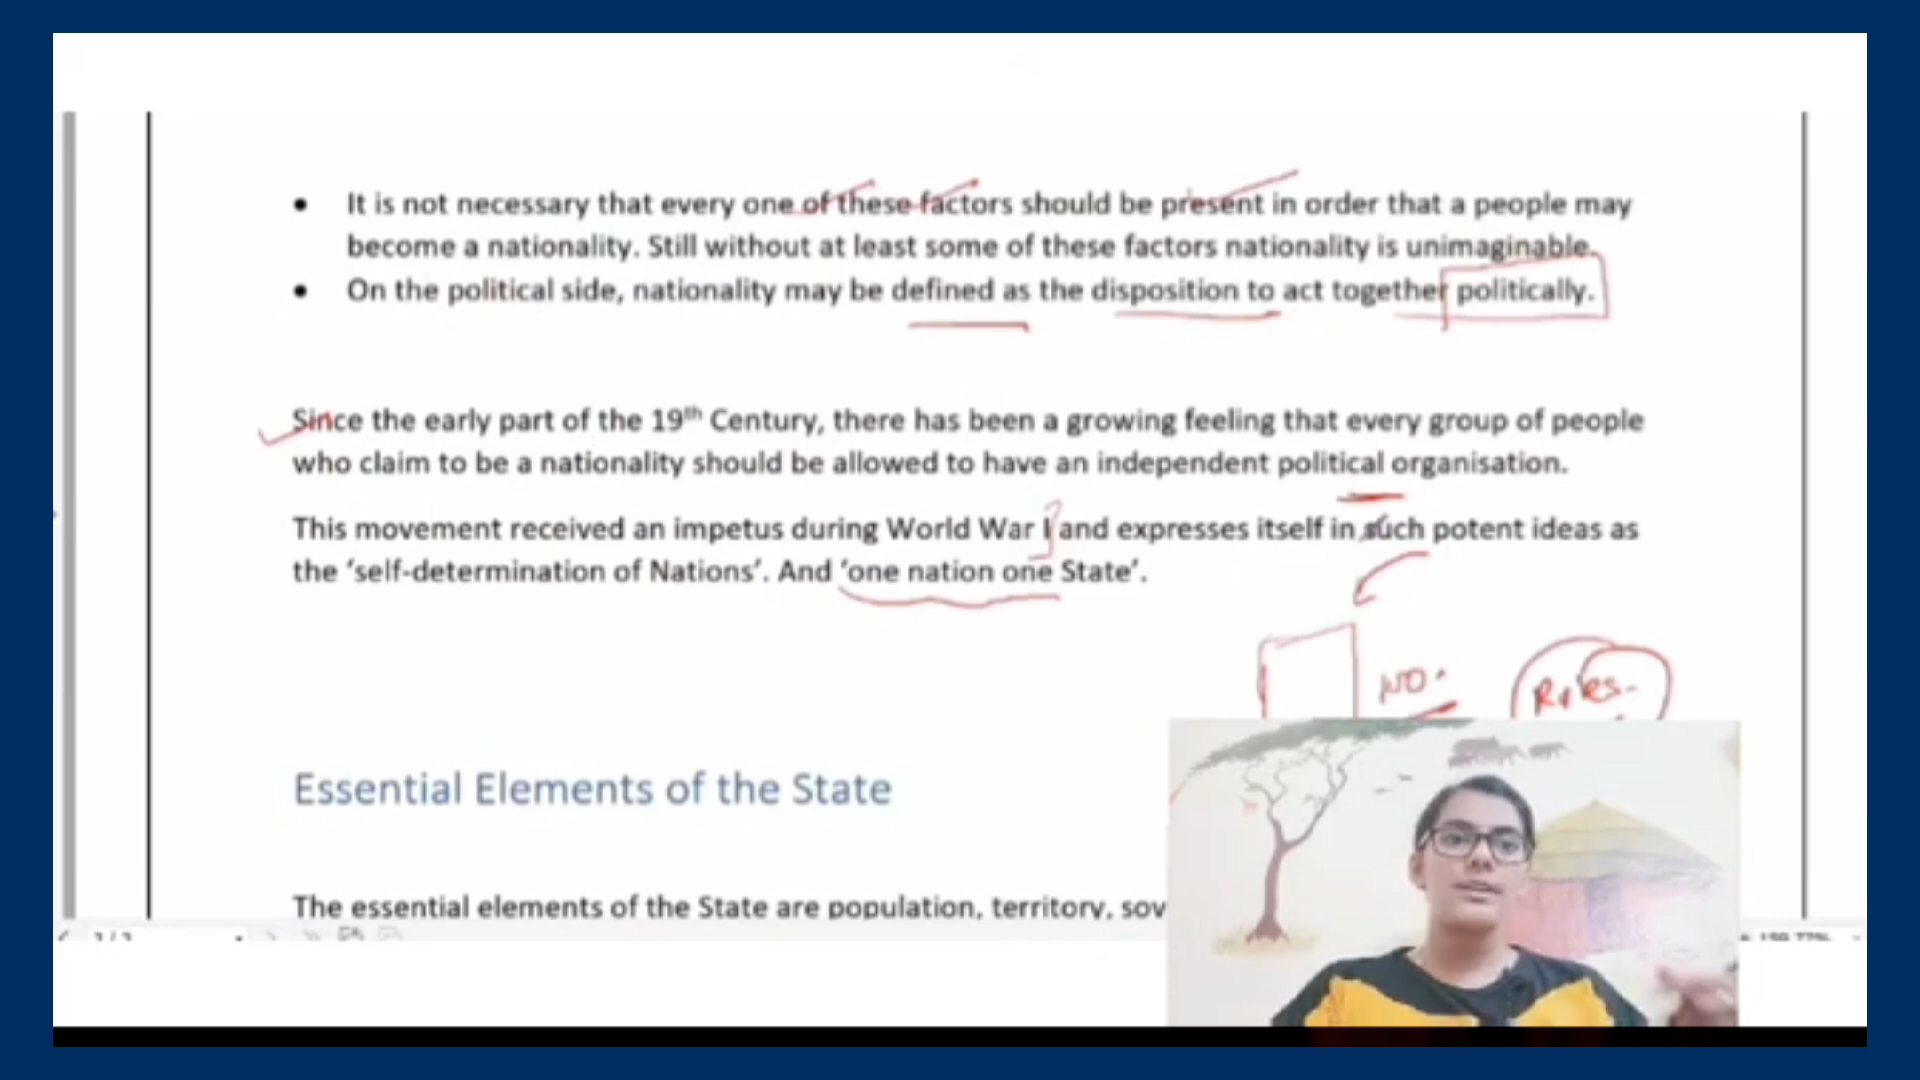 • It is not necessary that every one of these factors should be present in order that a people may
become a nationality. Still without at least some of these factors nationality is unimaginable.
• On the political side, nationality may be defined as the disposition to act together politically.
Since the early part of the 19th Century, there has been a growing feeling that every group of people
who claim to be a nationality should be allowed to have an independent political organisation.
This movement received an impetus during World War I and expresses itself in such potent ideas as
the ‘self-determination of Nations’. And ‘one nation one State’.
NO.
Essential Elements of the State
The essential elements of the State are population, territory, sov